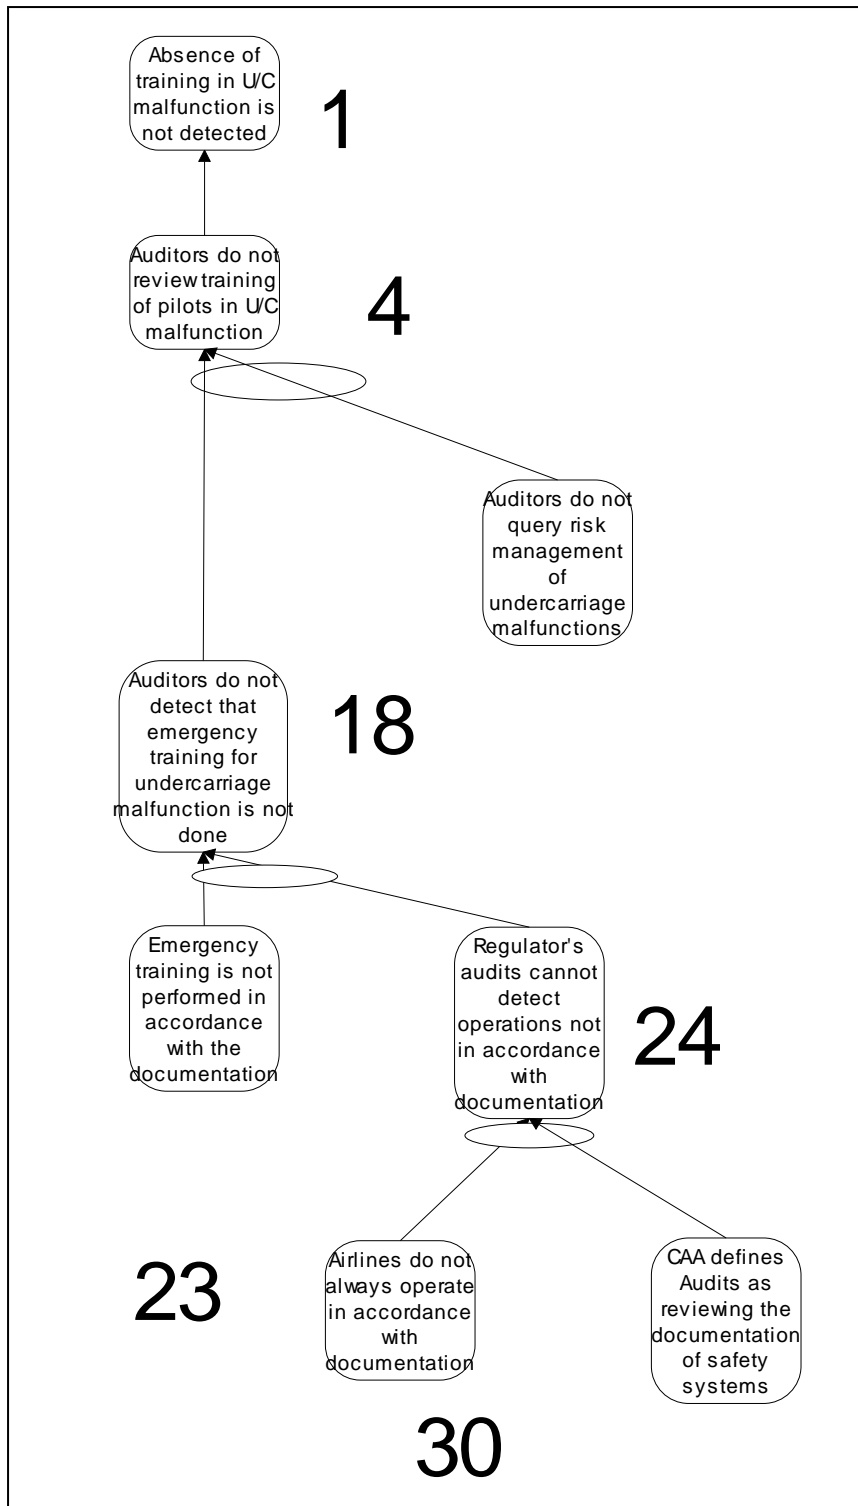 Absence of
training in U/C
malfunction is
not detected
1
Auditors do not
review training
of pilots in U/C
malfunction
4
Auditors do not
query risk
management
of
undercarriage
malfunctions
Auditors do not
detect that
emergency
training for
undercarriage
malfunction is not
done
18
Emergency
training is not
performed in
accordance
with the
documentation
Regulator's
audits cannot
detect
operations not
in accordance
with
documentation
24
23
Airlines do not
always operate
in accordance
with
documentation
CAA defines
Audits as
reviewing the
documentation
of safety
systems
30